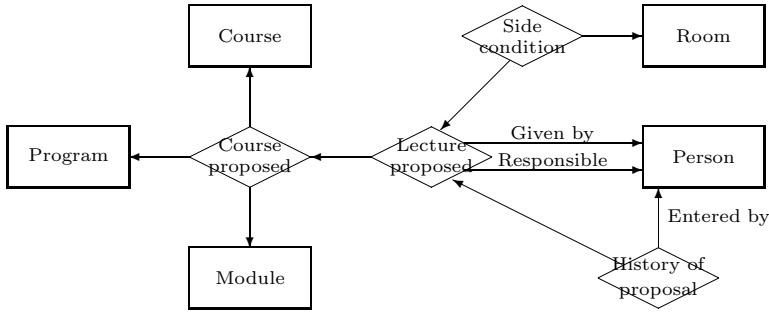 Course
Side
condition
Room
Program
Course
proposed
Lecture
proposed
Given by
Responsible
Person
Entered by
Module
History of
proposal